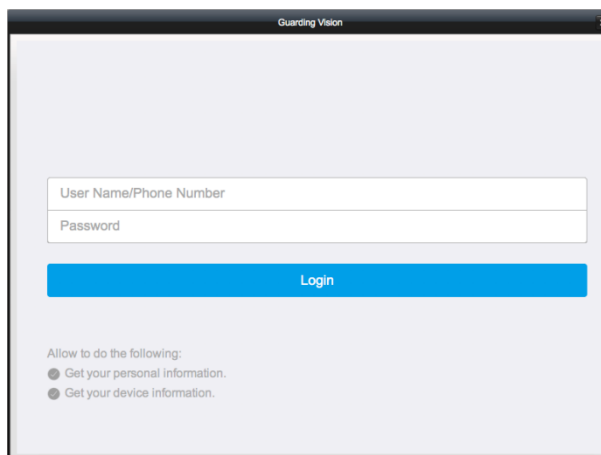 Guarding Vision
User Name/Phone Number
Password
Login
Allow to do the following:
Get your personal information.
Get your device information.